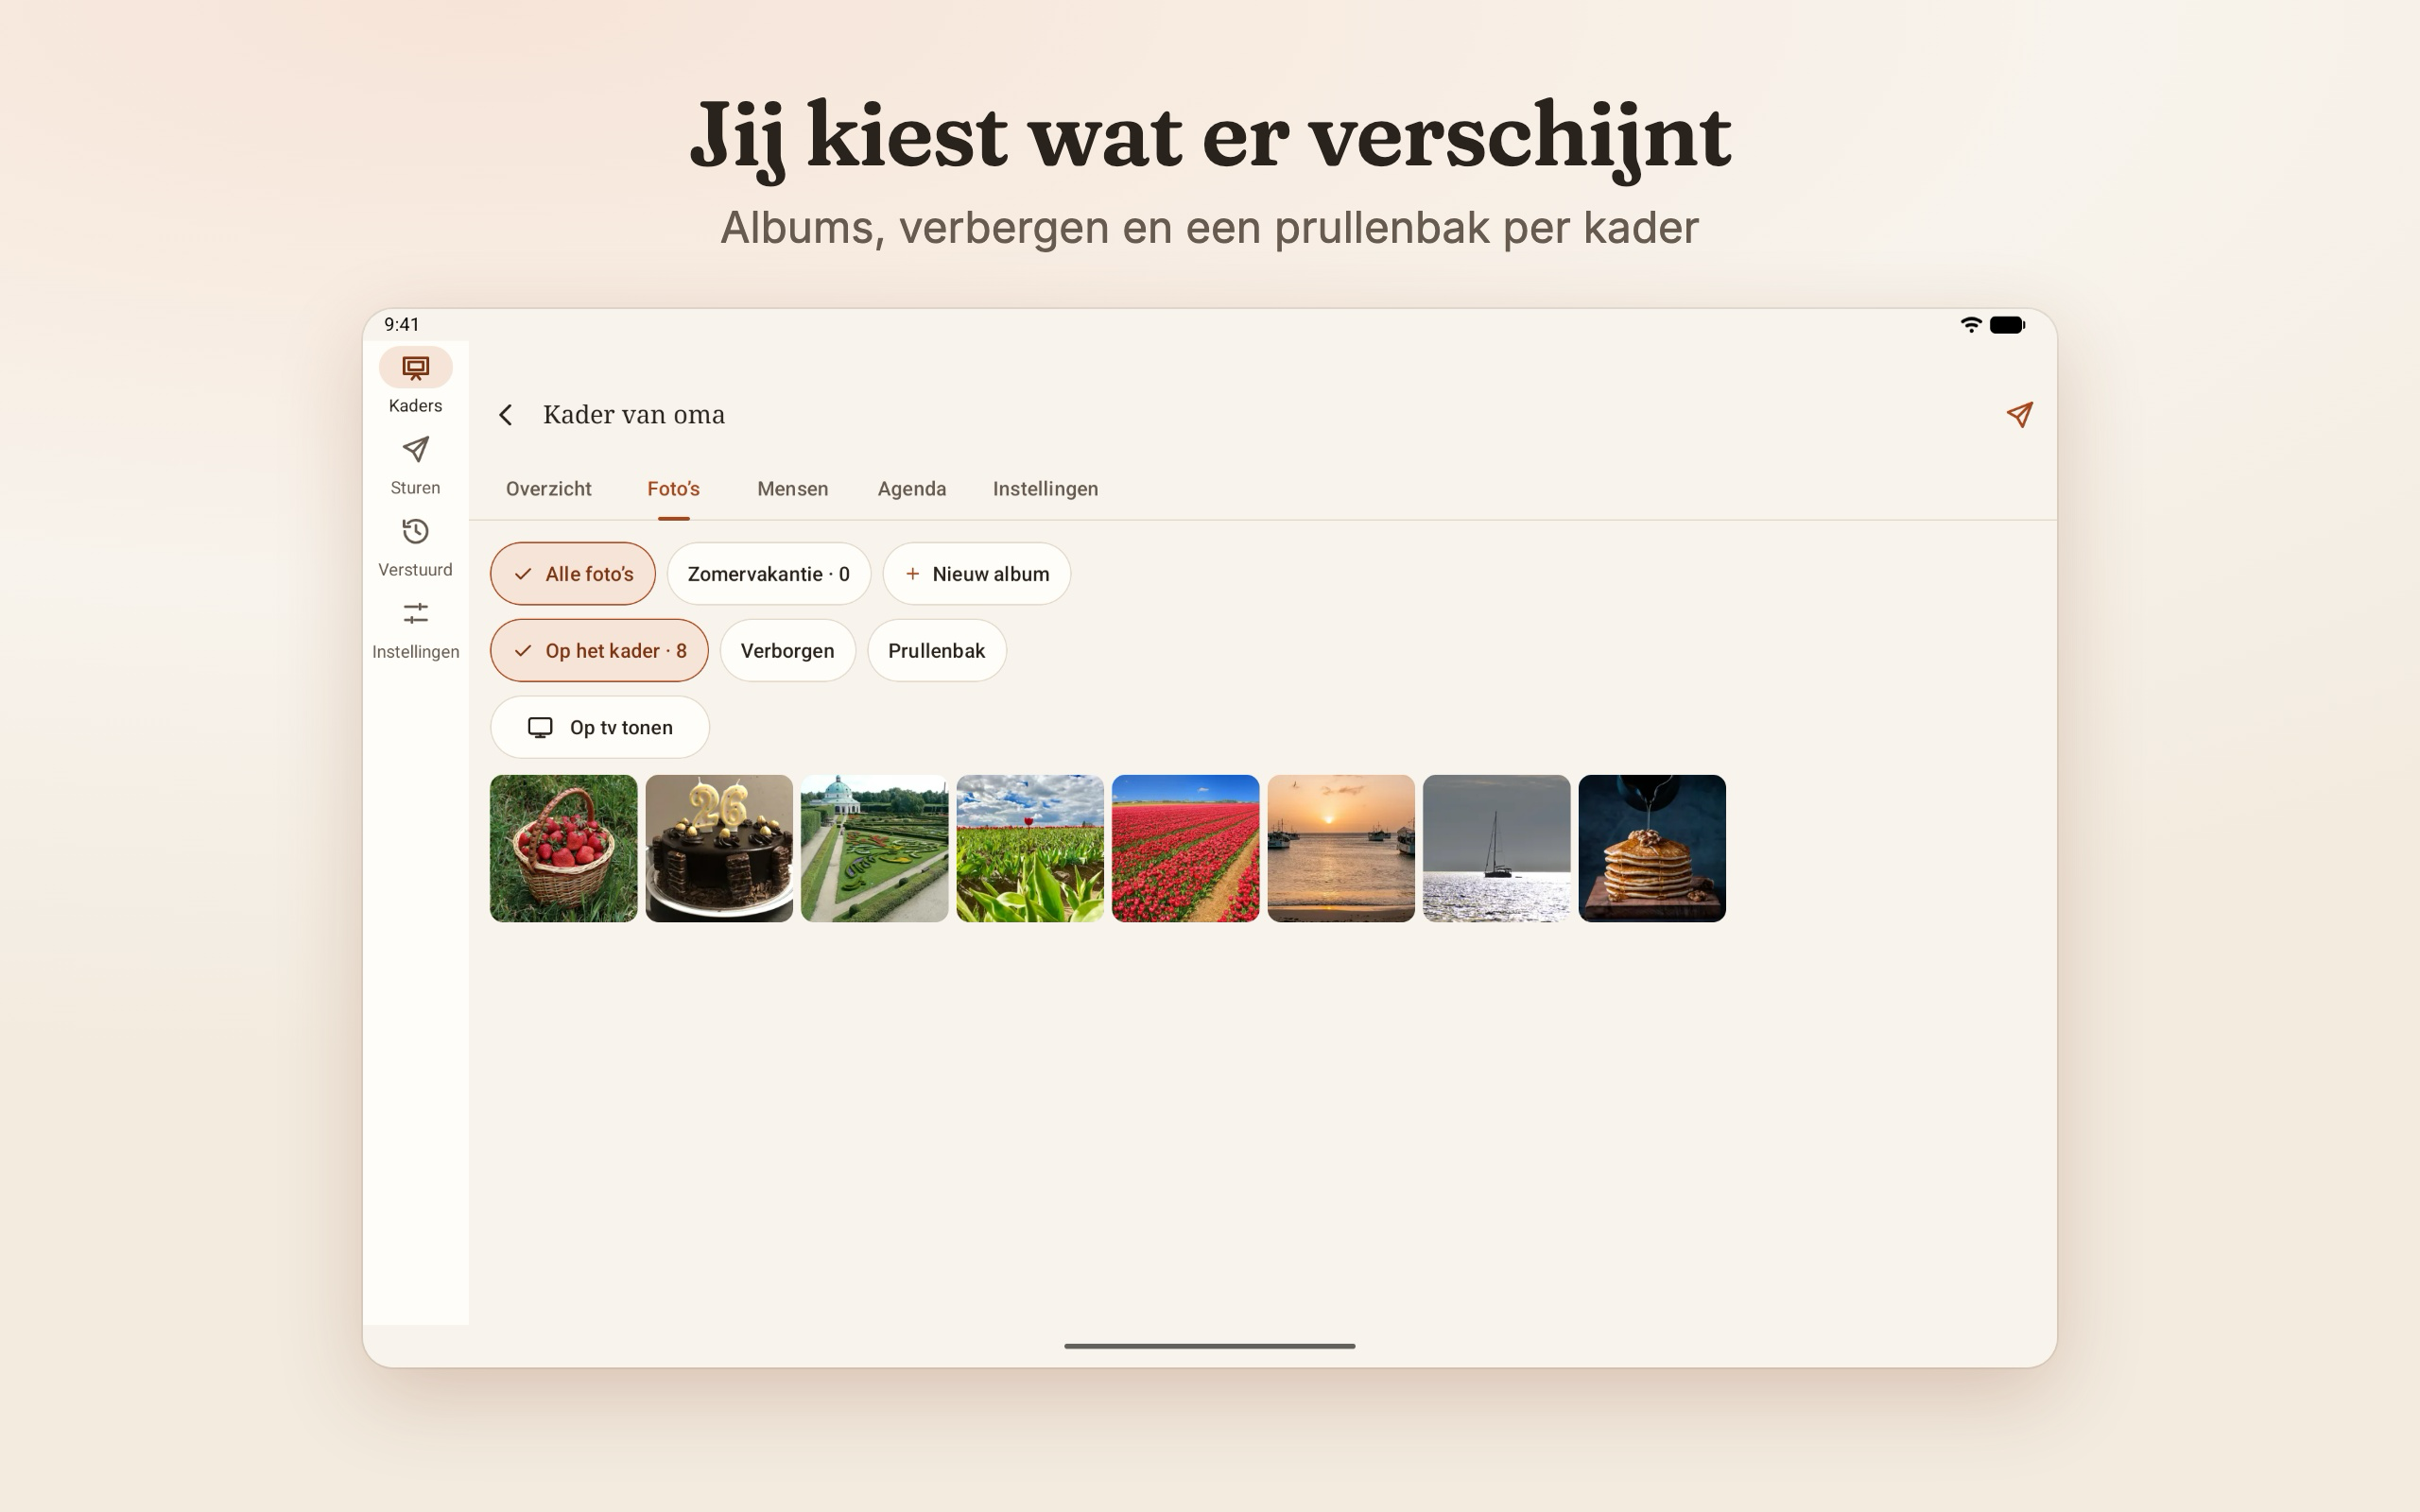 Jij kiest wat er verschijnt
Albums, verbergen en een prullenbak per kader
9:41
Kaders
Sturen
Verstuurd
Instellingen
Kader van oma
Overzicht Foto’s Mensen Agenda Instellingen
Alle foto’s Zomervakantie · 0 + Nieuw album
Op het kader · 8 Verborgen Prullenbak
Op tv tonen
26